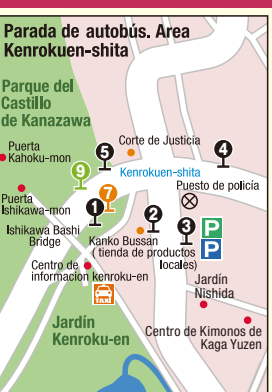 Parada de autobús. Area
Kenrokuen-shita
Parque del
Castillo
de Kanazawa
Puerta
Kahoku-mon
5
Corte de Justicia
4
9
Kenrokuen-shita
Puesto de policía
Puerta
Ishikawa-mon
7
1
2
3
P
P
Ishikawa Bashi
Bridge
Kanko Bussan
( tienda de productos
locales)
Centro de
informacion kenroku-en
TAXI
Jardín
Nishida
Jardín
Kenroku-en
Centro de Kimonos de
Kaga Yuzen